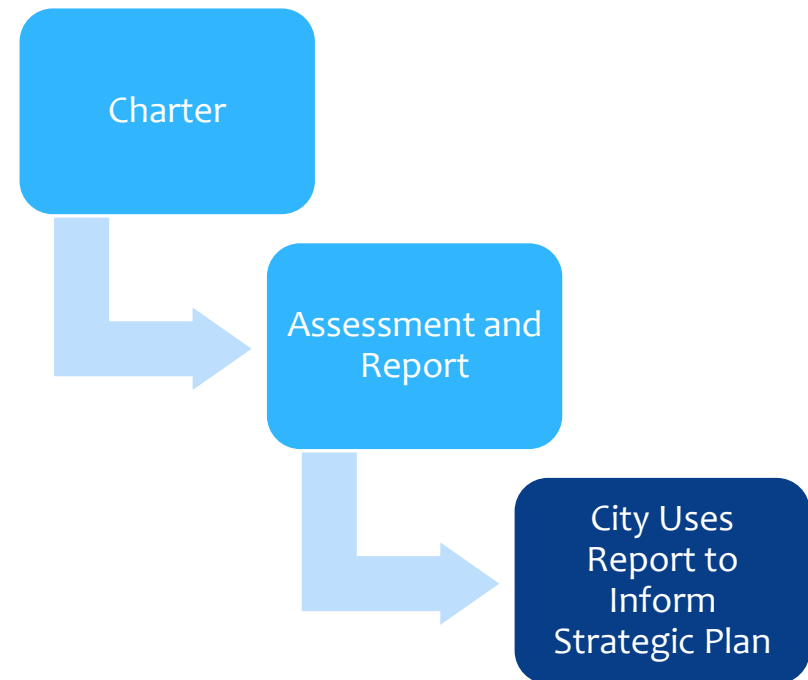 Charter
Assessment and
Report
City Uses
Report to
Inform
Strategic Plan